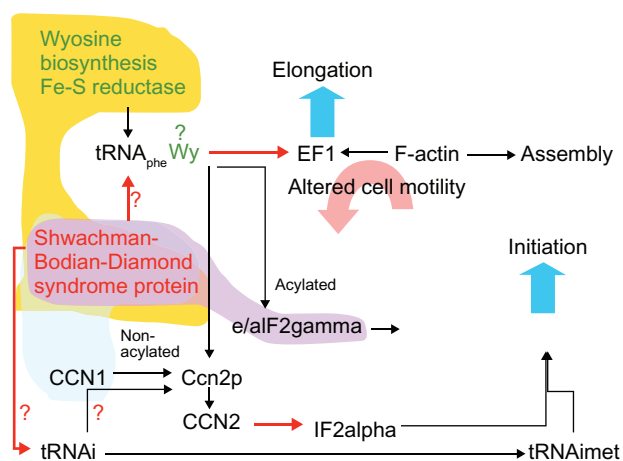 Wyosine
biosynthesis
Fe-S reductase
Elongation
?
tRNAphe Wy
EF1
F-actin
Assembly
Altered cell motility
?
Shwachman-
Bodian-Diamond
syndrome protein
Initiation
Acylated
e/aIF2gamma
Non-
acylated
CCN1
Ccn2p
?
?
CCN2
IF2alpha
tRNAi
tRNAimet